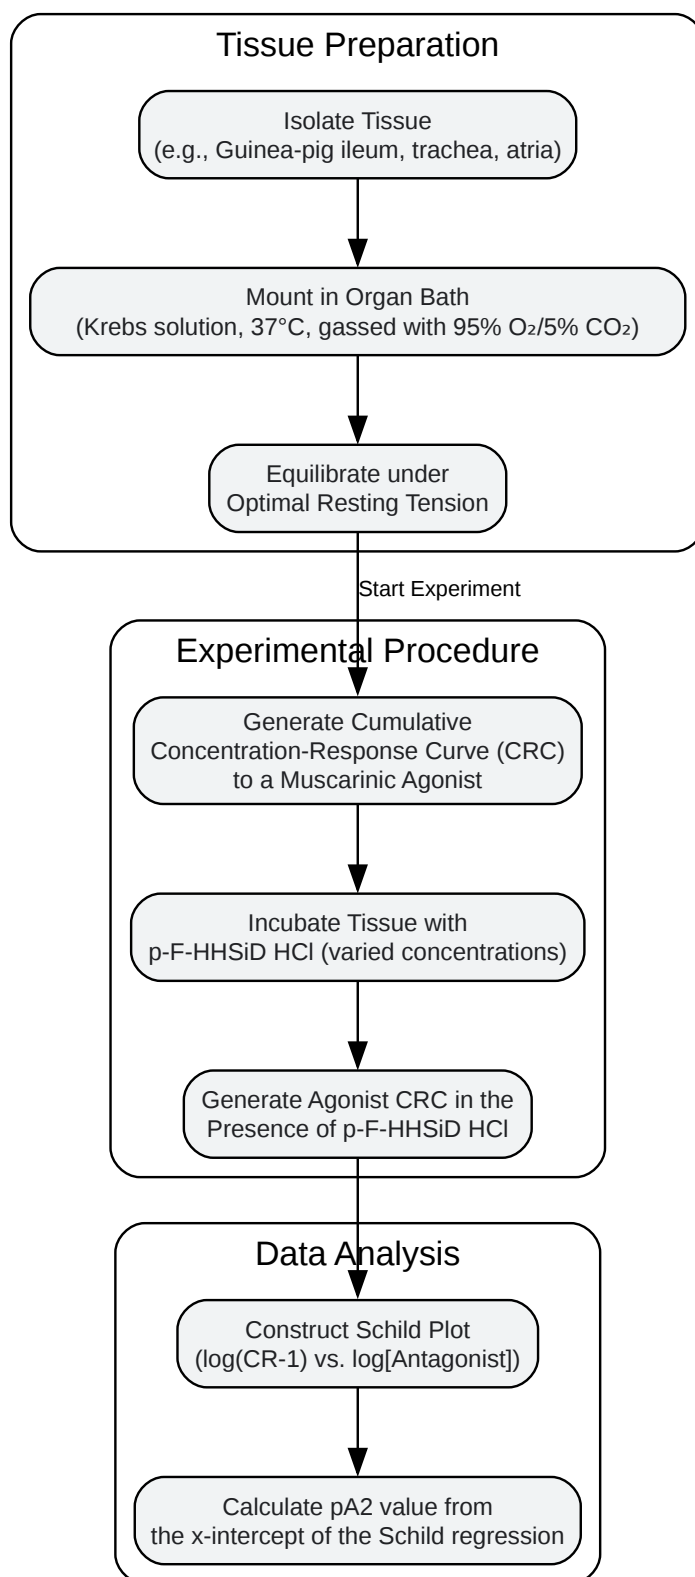 Tissue Preparation
Isolate Tissue
(e.g., Guinea-pig ileum, trachea, atria)
Mount in Organ Bath
(Krebs solution, 37°C, gassed with 95% O₂/5% CO₂)
Equilibrate under
Optimal Resting Tension
Start Experiment
Experimental Procedure
Generate Cumulative
Concentration-Response Curve (CRC)
to a Muscarinic Agonist
Incubate Tissue with
p-F-HHSiD HCl (varied concentrations)
Generate Agonist CRC in the
Presence of p-F-HHSiD HCl
Data Analysis
Construct Schild Plot
(log(CR-1) vs. log[Antagonist])
Calculate pA2 value from
the x-intercept of the Schild regression